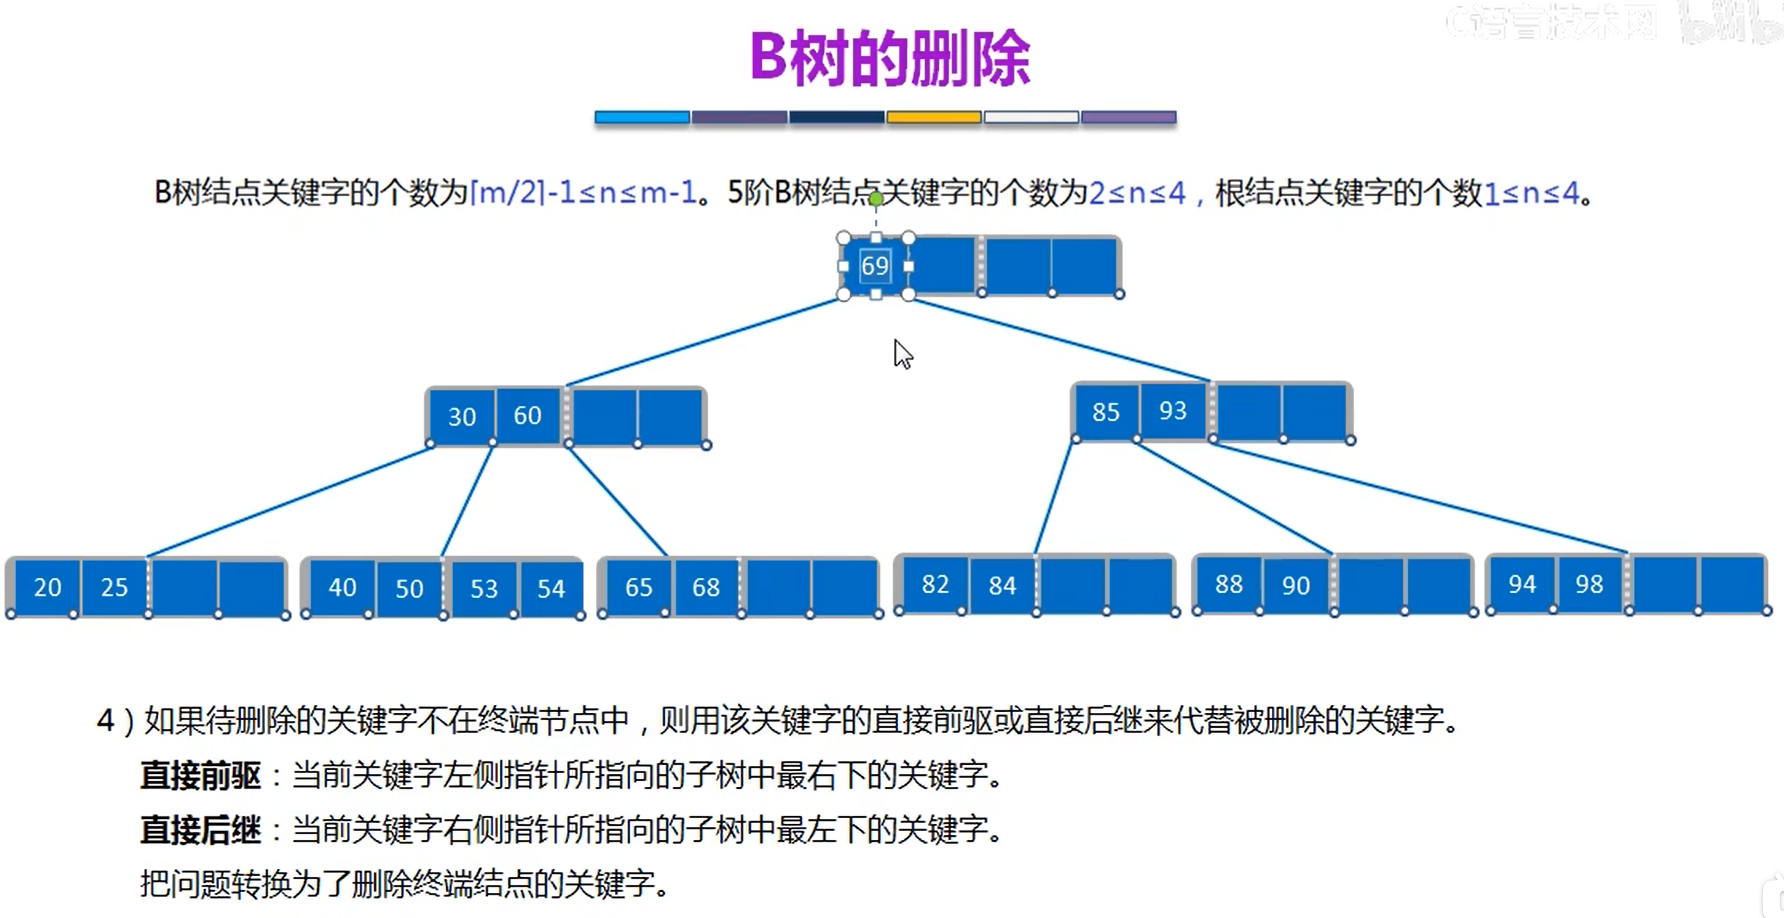 C语言技术网 bilib
B树的删除
B树结点关键字的个数为⌈m/2⌉-1≤n≤m-1。5阶B树结点关键字的个数为2≤n≤4，根结点关键字的个数1≤n≤4。
69
30 60 85 93
20 25 40 50 53 54 65 68 82 84 88 90 94 98
4）如果待删除的关键字不在终端节点中，则用该关键字的直接前驱或直接后继来代替被删除的关键字。
直接前驱：当前关键字左侧指针所指向的子树中最右下的关键字。
直接后继：当前关键字右侧指针所指向的子树中最左下的关键字。
把问题转换为了删除终端结点的关键字。